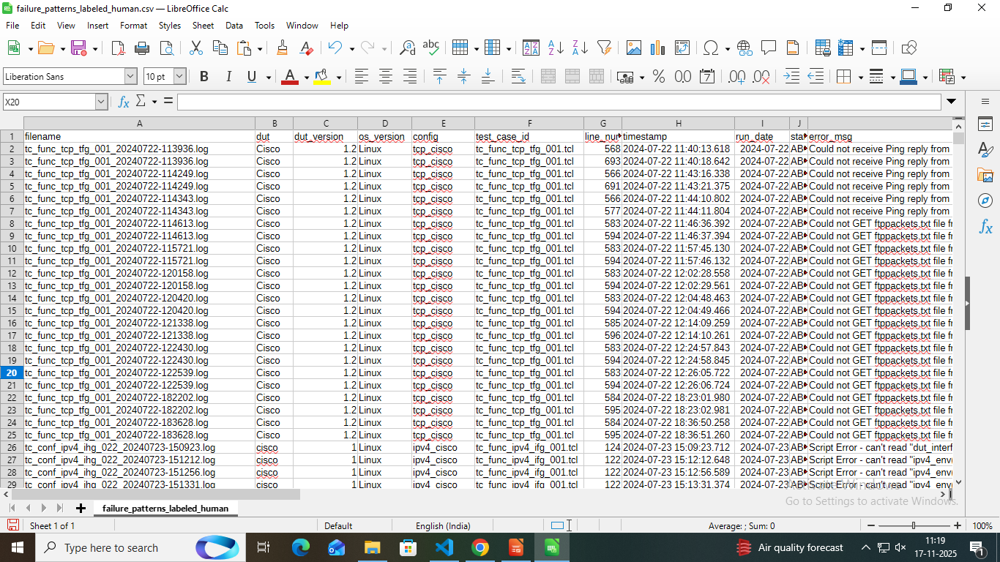 failure_patterns_labeled_human.csv — LibreOffice Calc
File Edit View Insert Format Styles Sheet Data Tools Window Help
Liberation Sans 10 pt
X20
A B C D E F G H I J
1 filename dut dut_version os_version config test_case_id line_nu timestamp run_date sta error_msg
2 tc_func_tcp_tfg_001_20240722-113936.log Cisco 1.2 Linux tcp_cisco tc_func_tcp_tfg_001.tcl 568 2024-07-22 11:40:13.618 2024-07-22 AB Could not receive Ping reply from
3 tc_func_tcp_tfg_001_20240722-113936.log Cisco 1.2 Linux tcp_cisco tc_func_tcp_tfg_001.tcl 693 2024-07-22 11:40:18.642 2024-07-22 AB Could not receive Ping reply from
4 tc_func_tcp_tfg_001_20240722-114249.log Cisco 1.2 Linux tcp_cisco tc_func_tcp_tfg_001.tcl 566 2024-07-22 11:43:16.338 2024-07-22 AB Could not receive Ping reply from
5 tc_func_tcp_tfg_001_20240722-114249.log Cisco 1.2 Linux tcp_cisco tc_func_tcp_tfg_001.tcl 691 2024-07-22 11:43:21.375 2024-07-22 AB Could not receive Ping reply from
6 tc_func_tcp_tfg_001_20240722-114343.log Cisco 1.2 Linux tcp_cisco tc_func_tcp_tfg_001.tcl 566 2024-07-22 11:44:10.802 2024-07-22 AB Could not receive Ping reply from
7 tc_func_tcp_tfg_001_20240722-114343.log Cisco 1.2 Linux tcp_cisco tc_func_tcp_tfg_001.tcl 577 2024-07-22 11:44:11.804 2024-07-22 AB Could not receive Ping reply from
8 tc_func_tcp_tfg_001_20240722-114613.log Cisco 1.2 Linux tcp_cisco tc_func_tcp_tfg_001.tcl 583 2024-07-22 11:46:36.392 2024-07-22 AB Could not GET ftppackets.txt file f
9 tc_func_tcp_tfg_001_20240722-114613.log Cisco 1.2 Linux tcp_cisco tc_func_tcp_tfg_001.tcl 594 2024-07-22 11:46:37.394 2024-07-22 AB Could not GET ftppackets.txt file f
10 tc_func_tcp_tfg_001_20240722-115721.log Cisco 1.2 Linux tcp_cisco tc_func_tcp_tfg_001.tcl 583 2024-07-22 11:57:45.130 2024-07-22 AB Could not GET ftppackets.txt file f
11 tc_func_tcp_tfg_001_20240722-115721.log Cisco 1.2 Linux tcp_cisco tc_func_tcp_tfg_001.tcl 594 2024-07-22 11:57:46.132 2024-07-22 AB Could not GET ftppackets.txt file f
12 tc_func_tcp_tfg_001_20240722-120158.log Cisco 1.2 Linux tcp_cisco tc_func_tcp_tfg_001.tcl 583 2024-07-22 12:02:28.558 2024-07-22 AB Could not GET ftppackets.txt file f
13 tc_func_tcp_tfg_001_20240722-120158.log Cisco 1.2 Linux tcp_cisco tc_func_tcp_tfg_001.tcl 594 2024-07-22 12:02:29.561 2024-07-22 AB Could not GET ftppackets.txt file f
14 tc_func_tcp_tfg_001_20240722-120420.log Cisco 1.2 Linux tcp_cisco tc_func_tcp_tfg_001.tcl 583 2024-07-22 12:04:48.463 2024-07-22 AB Could not GET ftppackets.txt file f
15 tc_func_tcp_tfg_001_20240722-120420.log Cisco 1.2 Linux tcp_cisco tc_func_tcp_tfg_001.tcl 594 2024-07-22 12:04:49.466 2024-07-22 AB Could not GET ftppackets.txt file f
16 tc_func_tcp_tfg_001_20240722-121338.log Cisco 1.2 Linux tcp_cisco tc_func_tcp_tfg_001.tcl 585 2024-07-22 12:14:09.259 2024-07-22 AB Could not GET ftppackets.txt file f
17 tc_func_tcp_tfg_001_20240722-121338.log Cisco 1.2 Linux tcp_cisco tc_func_tcp_tfg_001.tcl 596 2024-07-22 12:14:10.261 2024-07-22 AB Could not GET ftppackets.txt file f
18 tc_func_tcp_tfg_001_20240722-122430.log Cisco 1.2 Linux tcp_cisco tc_func_tcp_tfg_001.tcl 583 2024-07-22 12:24:57.843 2024-07-22 AB Could not GET ftppackets.txt file f
19 tc_func_tcp_tfg_001_20240722-122430.log Cisco 1.2 Linux tcp_cisco tc_func_tcp_tfg_001.tcl 594 2024-07-22 12:24:58.845 2024-07-22 AB Could not GET ftppackets.txt file f
20 tc_func_tcp_tfg_001_20240722-122539.log Cisco 1.2 Linux tcp_cisco tc_func_tcp_tfg_001.tcl 583 2024-07-22 12:26:05.722 2024-07-22 AB Could not GET ftppackets.txt file f
21 tc_func_tcp_tfg_001_20240722-122539.log Cisco 1.2 Linux tcp_cisco tc_func_tcp_tfg_001.tcl 594 2024-07-22 12:26:06.724 2024-07-22 AB Could not GET ftppackets.txt file f
22 tc_func_tcp_tfg_001_20240722-182202.log Cisco 1.2 Linux tcp_cisco tc_func_tcp_tfg_001.tcl 584 2024-07-22 18:23:01.980 2024-07-22 AB Could not GET ftppackets.txt file f
23 tc_func_tcp_tfg_001_20240722-182202.log Cisco 1.2 Linux tcp_cisco tc_func_tcp_tfg_001.tcl 595 2024-07-22 18:23:02.981 2024-07-22 AB Could not GET ftppackets.txt file f
24 tc_func_tcp_tfg_001_20240722-183628.log Cisco 1.2 Linux tcp_cisco tc_func_tcp_tfg_001.tcl 584 2024-07-22 18:36:50.258 2024-07-22 AB Could not GET ftppackets.txt file f
25 tc_func_tcp_tfg_001_20240722-183628.log Cisco 1.2 Linux tcp_cisco tc_func_tcp_tfg_001.tcl 595 2024-07-22 18:36:51.260 2024-07-22 AB Could not GET ftppackets.txt file f
26 tc_conf_ipv4_ihg_022_20240723-150923.log cisco 1 Linux ipv4_cisco tc_func_ipv4_ifg_001.tcl 124 2024-07-23 15:09:23.712 2024-07-23 AB Script Error - can't read "dut_interf
27 tc_conf_ipv4_ihg_022_20240723-151212.log cisco 1 Linux ipv4_cisco tc_func_ipv4_ifg_001.tcl 122 2024-07-23 15:12:12.648 2024-07-23 AB Script Error - can't read "ipv4_env(
28 tc_conf_ipv4_ihg_022_20240723-151256.log cisco 1 Linux ipv4_cisco tc_func_ipv4_ifg_001.tcl 122 2024-07-23 15:12:56.589 2024-07-23 AB Script Error - can't read "ipv4_env(
29 tc_conf_ipv4_ihg_022_20240723-151331.log cisco 1 Linux ipv4_cisco tc_func_ipv4_ifg_001.tcl 122 2024-07-23 15:13:31.374 2024-07-23 AB Script Error - can't read "ipv4_env(
Activate Windows
Go to Settings to activate Windows.
failure_patterns_labeled_human
Sheet 1 of 1 Default English (India) Average: ; Sum: 0 100%
Type here to search Air quality forecast 11:19
17-11-2025 1